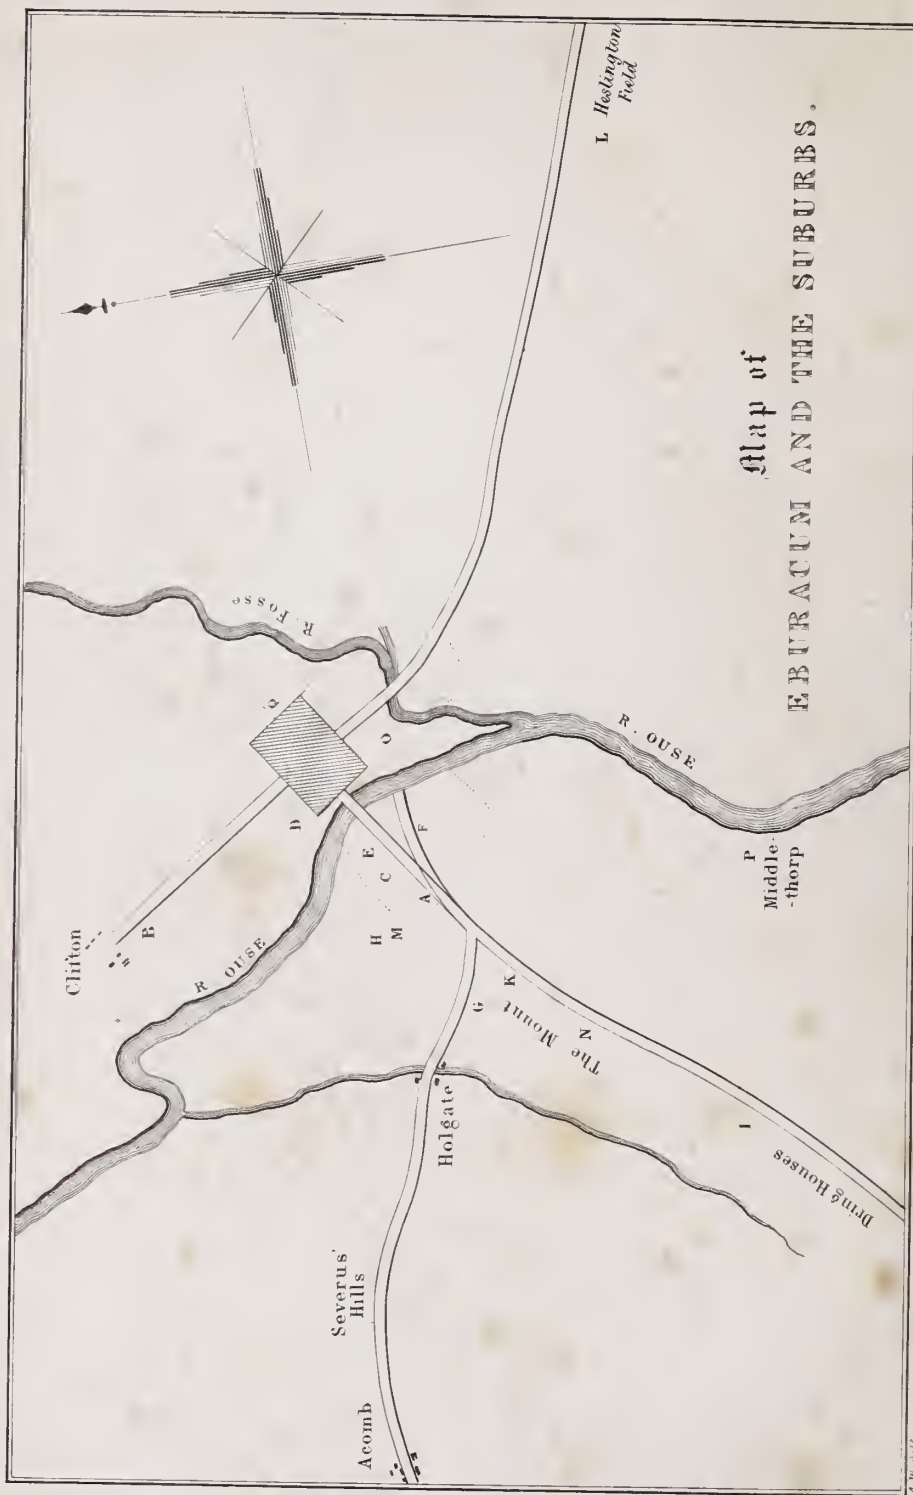 Map of
EBURACUM AND THE SUBURBS.
Clifton
B
R OUSE
R. Fosse
Q
D
O
E
C
F
A
H
M
L Heslington
Field
R. OUSE
P
Middle-
-thorp
G
K
The Mount
N
I
Dring Houses
Holgate
Severus'
Hills
Acomb